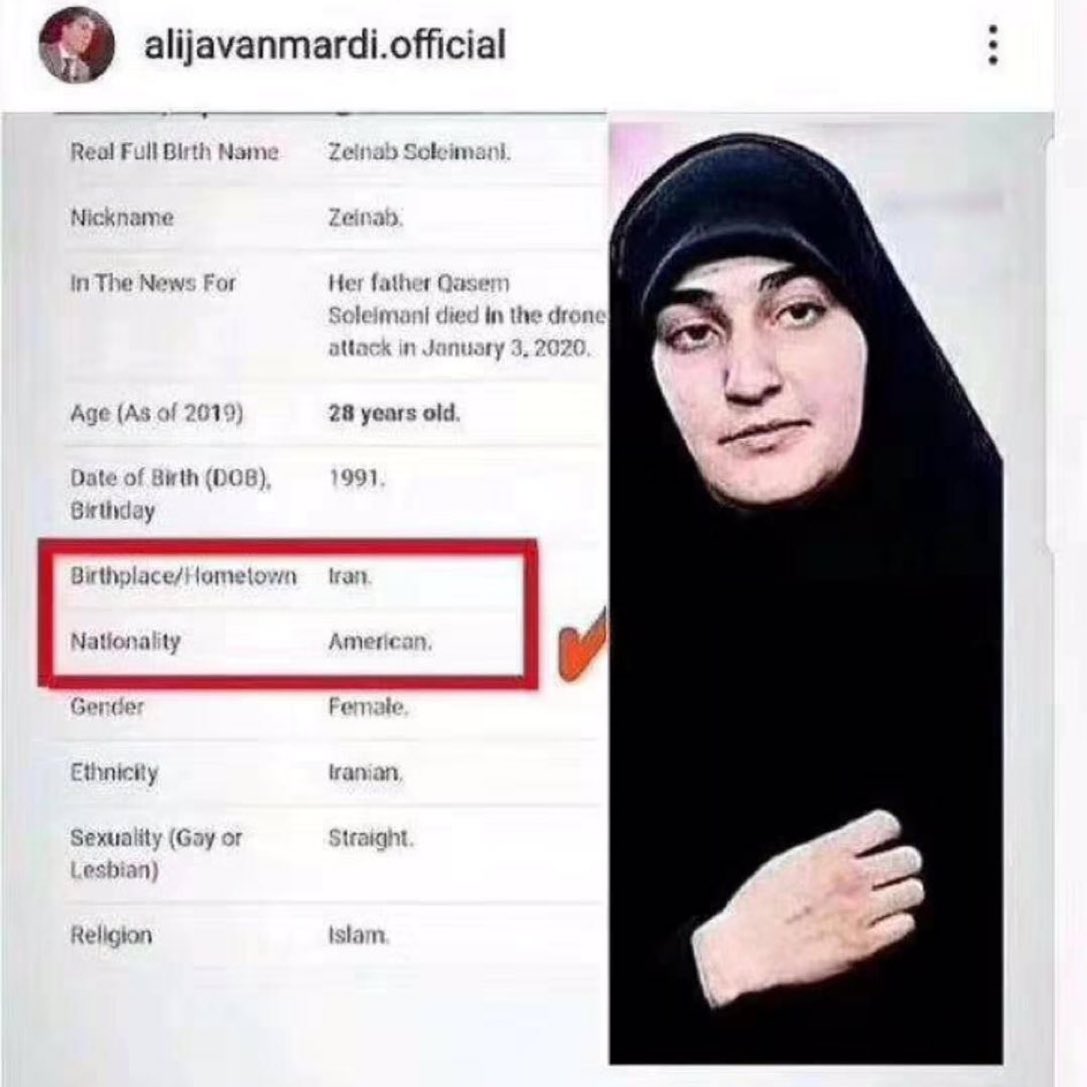 alijavanmardi.official
Real Full Birth Name Zeinab Soleimani.
Nickname Zeinab.
In The News For Her father Qasem
Soleimani died in the drone
attack in January 3, 2020.
Age (As of 2019) 28 years old.
Date of Birth (DOB), 1991.
Birthday
Birthplace/Hometown Iran.
Nationality American.
Gender Female.
Ethnicity Iranian.
Sexuality (Gay or Straight.
Lesbian)
Religion Islam.